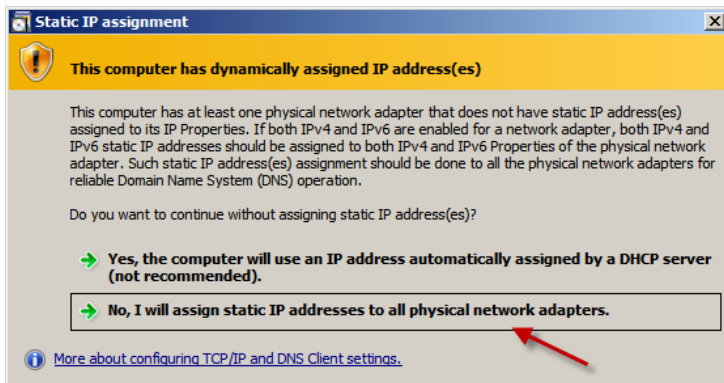 Static IP assignment
This computer has dynamically assigned IP address(es)
This computer has at least one physical network adapter that does not have static IP address(es)
assigned to its IP Properties. If both IPv4 and IPv6 are enabled for a network adapter, both IPv4 and
IPv6 static IP addresses should be assigned to both IPv4 and IPv6 Properties of the physical network
adapter. Such static IP address(es) assignment should be done to all the physical network adapters for
reliable Domain Name System (DNS) operation.
Do you want to continue without assigning static IP address(es)?
Yes, the computer will use an IP address automatically assigned by a DHCP server
(not recommended).
No, I will assign static IP addresses to all physical network adapters.
More about configuring TCP/IP and DNS Client settings.